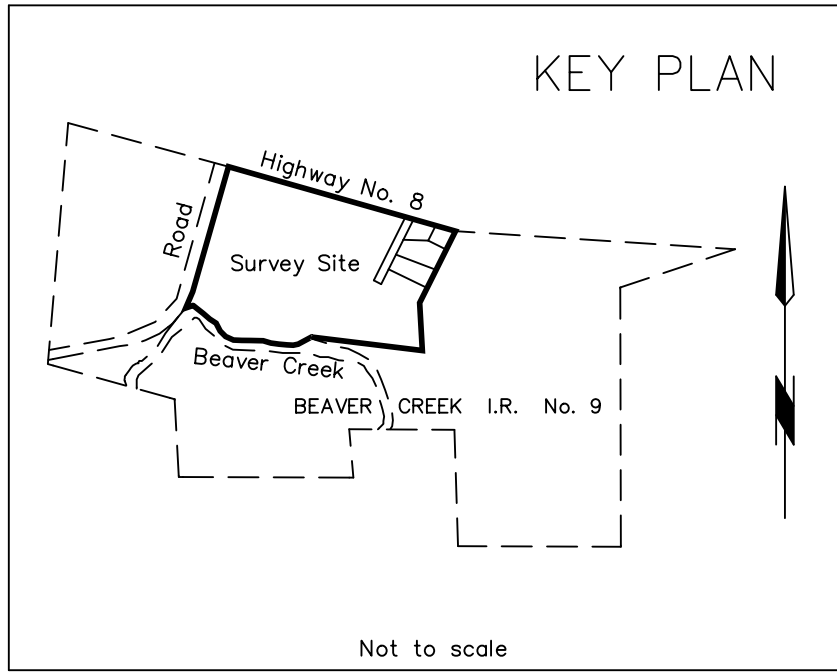 KEY PLAN
Highway No. 8
Road
Survey Site
Beaver Creek
BEAVER CREEK I.R. No. 9
N
Not to scale